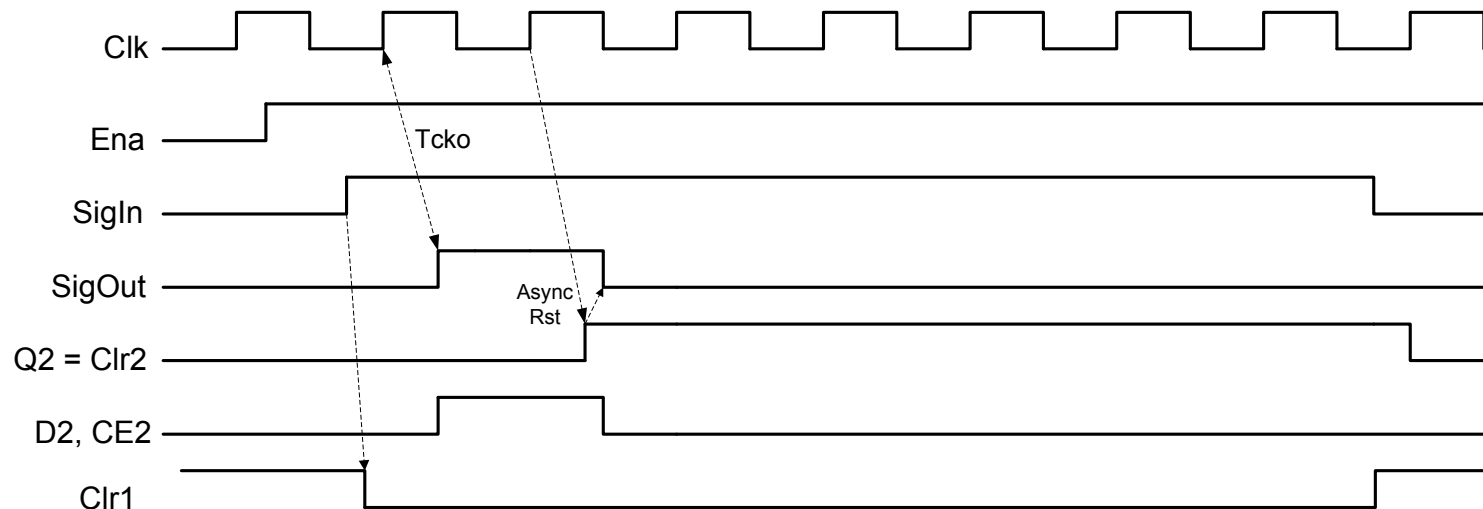 Clk
Ena
Tcko
SigIn
SigOut
Async
Rst
Q2 = Clr2
D2, CE2
Clr1